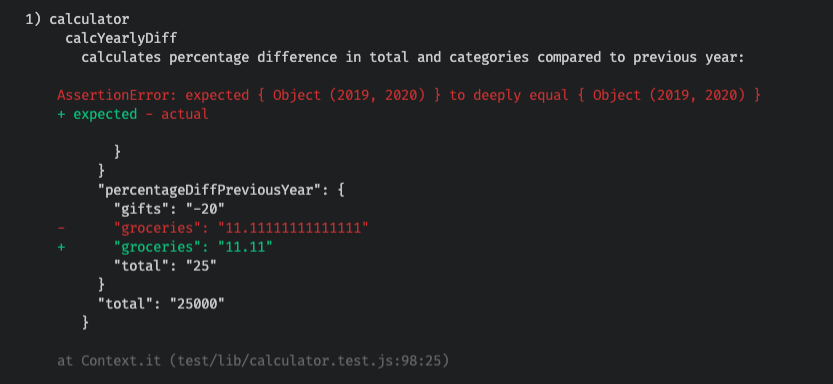 1) calculator
calcYearlyDiff
calculates percentage difference in total and categories compared to previous year:
AssertionError: expected { Object (2019, 2020) } to deeply equal { Object (2019, 2020) }
+ expected - actual
}
}
"percentageDiffPreviousYear": {
"gifts": "-20"
- "groceries": "11.11111111111111"
+ "groceries": "11.11"
"total": "25"
}
"total": "25000"
}
at Context.it (test/lib/calculator.test.js:98:25)